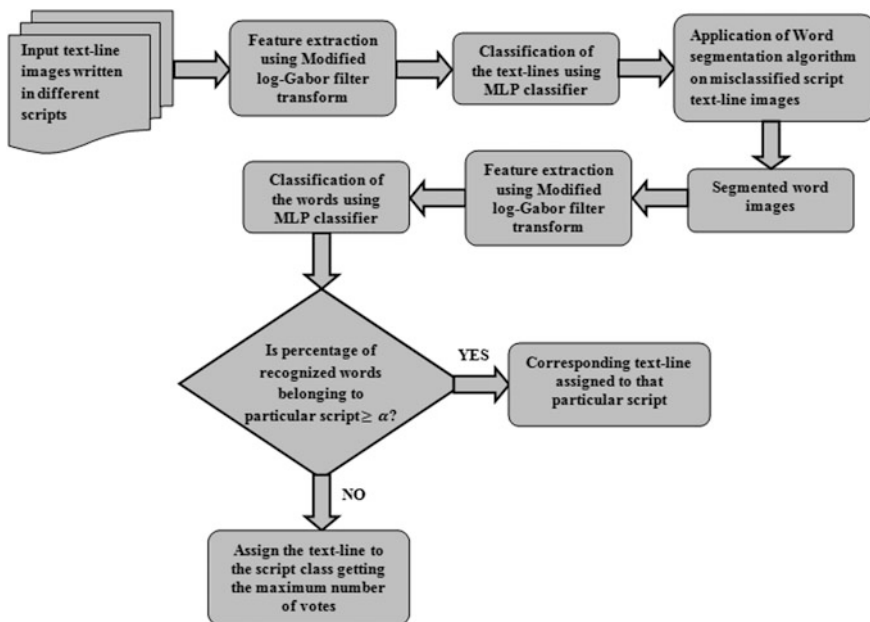 Input text-line
images written
in different
scripts
Feature extraction
using Modified
log-Gabor filter
transform
Classification of
the text-lines using
MLP classifier
Application of Word
segmentation algorithm
on misclassified script
text-line images
Segmented word
images
Feature extraction
using Modified
log-Gabor filter
transform
Classification of
the words using
MLP classifier
Is percentage of
recognized words
belonging to
particular script≥ α?
YES
Corresponding text-line
assigned to that
particular script
NO
Assign the text-line to
the script class getting
the maximum number
of votes